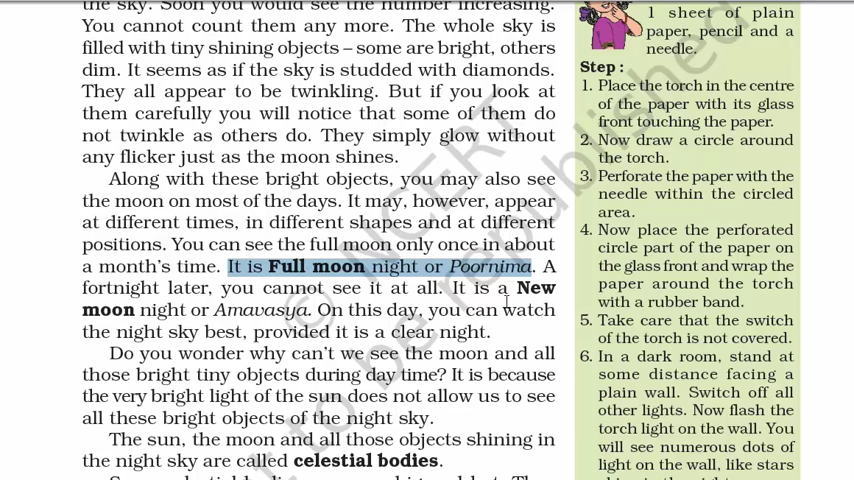 the sky. Soon you would see the number increasing.
You cannot count them any more. The whole sky is
filled with tiny shining objects – some are bright, others
dim. It seems as if the sky is studded with diamonds.
They all appear to be twinkling. But if you look at
them carefully you will notice that some of them do
not twinkle as others do. They simply glow without
any flicker just as the moon shines.
Along with these bright objects, you may also see
the moon on most of the days. It may, however, appear
at different times, in different shapes and at different
positions. You can see the full moon only once in about
a month's time. It is Full moon night or Poornima. A
fortnight later, you cannot see it at all. It is a New
moon night or Amavasya. On this day, you can watch
the night sky best, provided it is a clear night.
Do you wonder why can't we see the moon and all
those bright tiny objects during day time? It is because
the very bright light of the sun does not allow us to see
all these bright objects of the night sky.
The sun, the moon and all those objects shining in
the night sky are called celestial bodies.
1 sheet of plain
paper, pencil and a
needle.
Step :
1. Place the torch in the centre
of the paper with its glass
front touching the paper.
2. Now draw a circle around
the torch.
3. Perforate the paper with the
needle within the circled
area.
4. Now place the perforated
circle part of the paper on
the glass front and wrap the
paper around the torch
with a rubber band.
5. Take care that the switch
of the torch is not covered.
6. In a dark room, stand at
some distance facing a
plain wall. Switch off all
other lights. Now flash the
torch light on the wall. You
will see numerous dots of
light on the wall, like stars
© NCERT
not to be republished